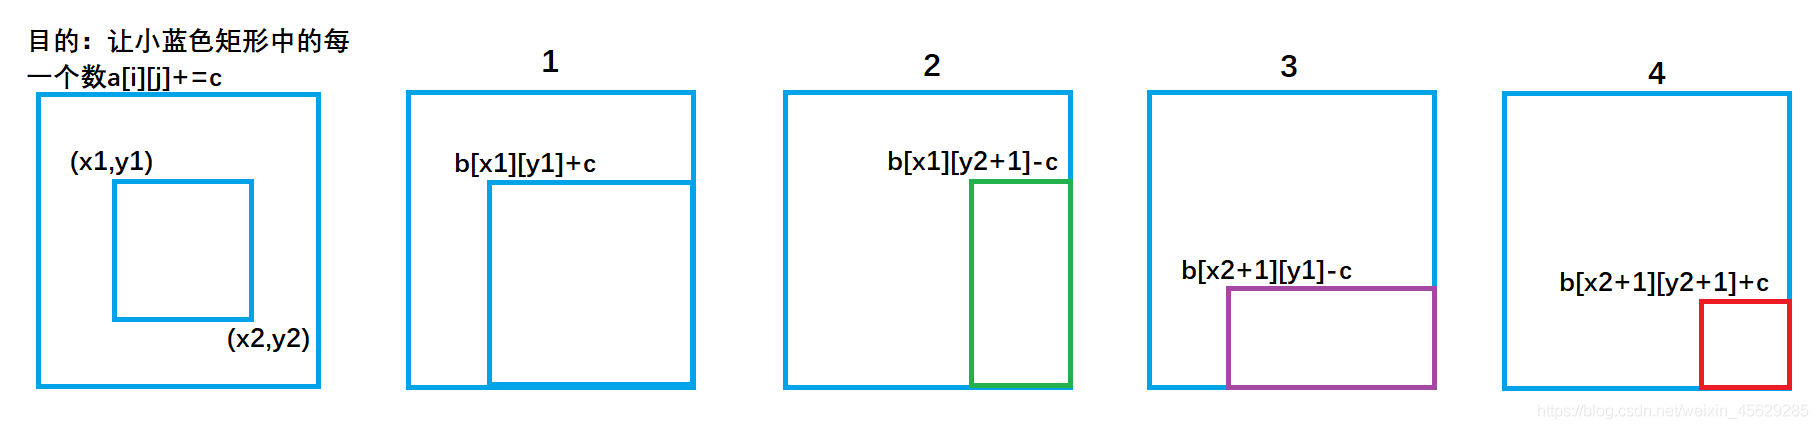 目的：让小蓝色矩形中的每
一个数a[i][j]+=c
(x1,y1)
(x2,y2)
1
b[x1][y1]+c
2
b[x1][y2+1]-c
3
b[x2+1][y1]-c
4
b[x2+1][y2+1]+c
https://blog.csdn.net/weixin_45629285